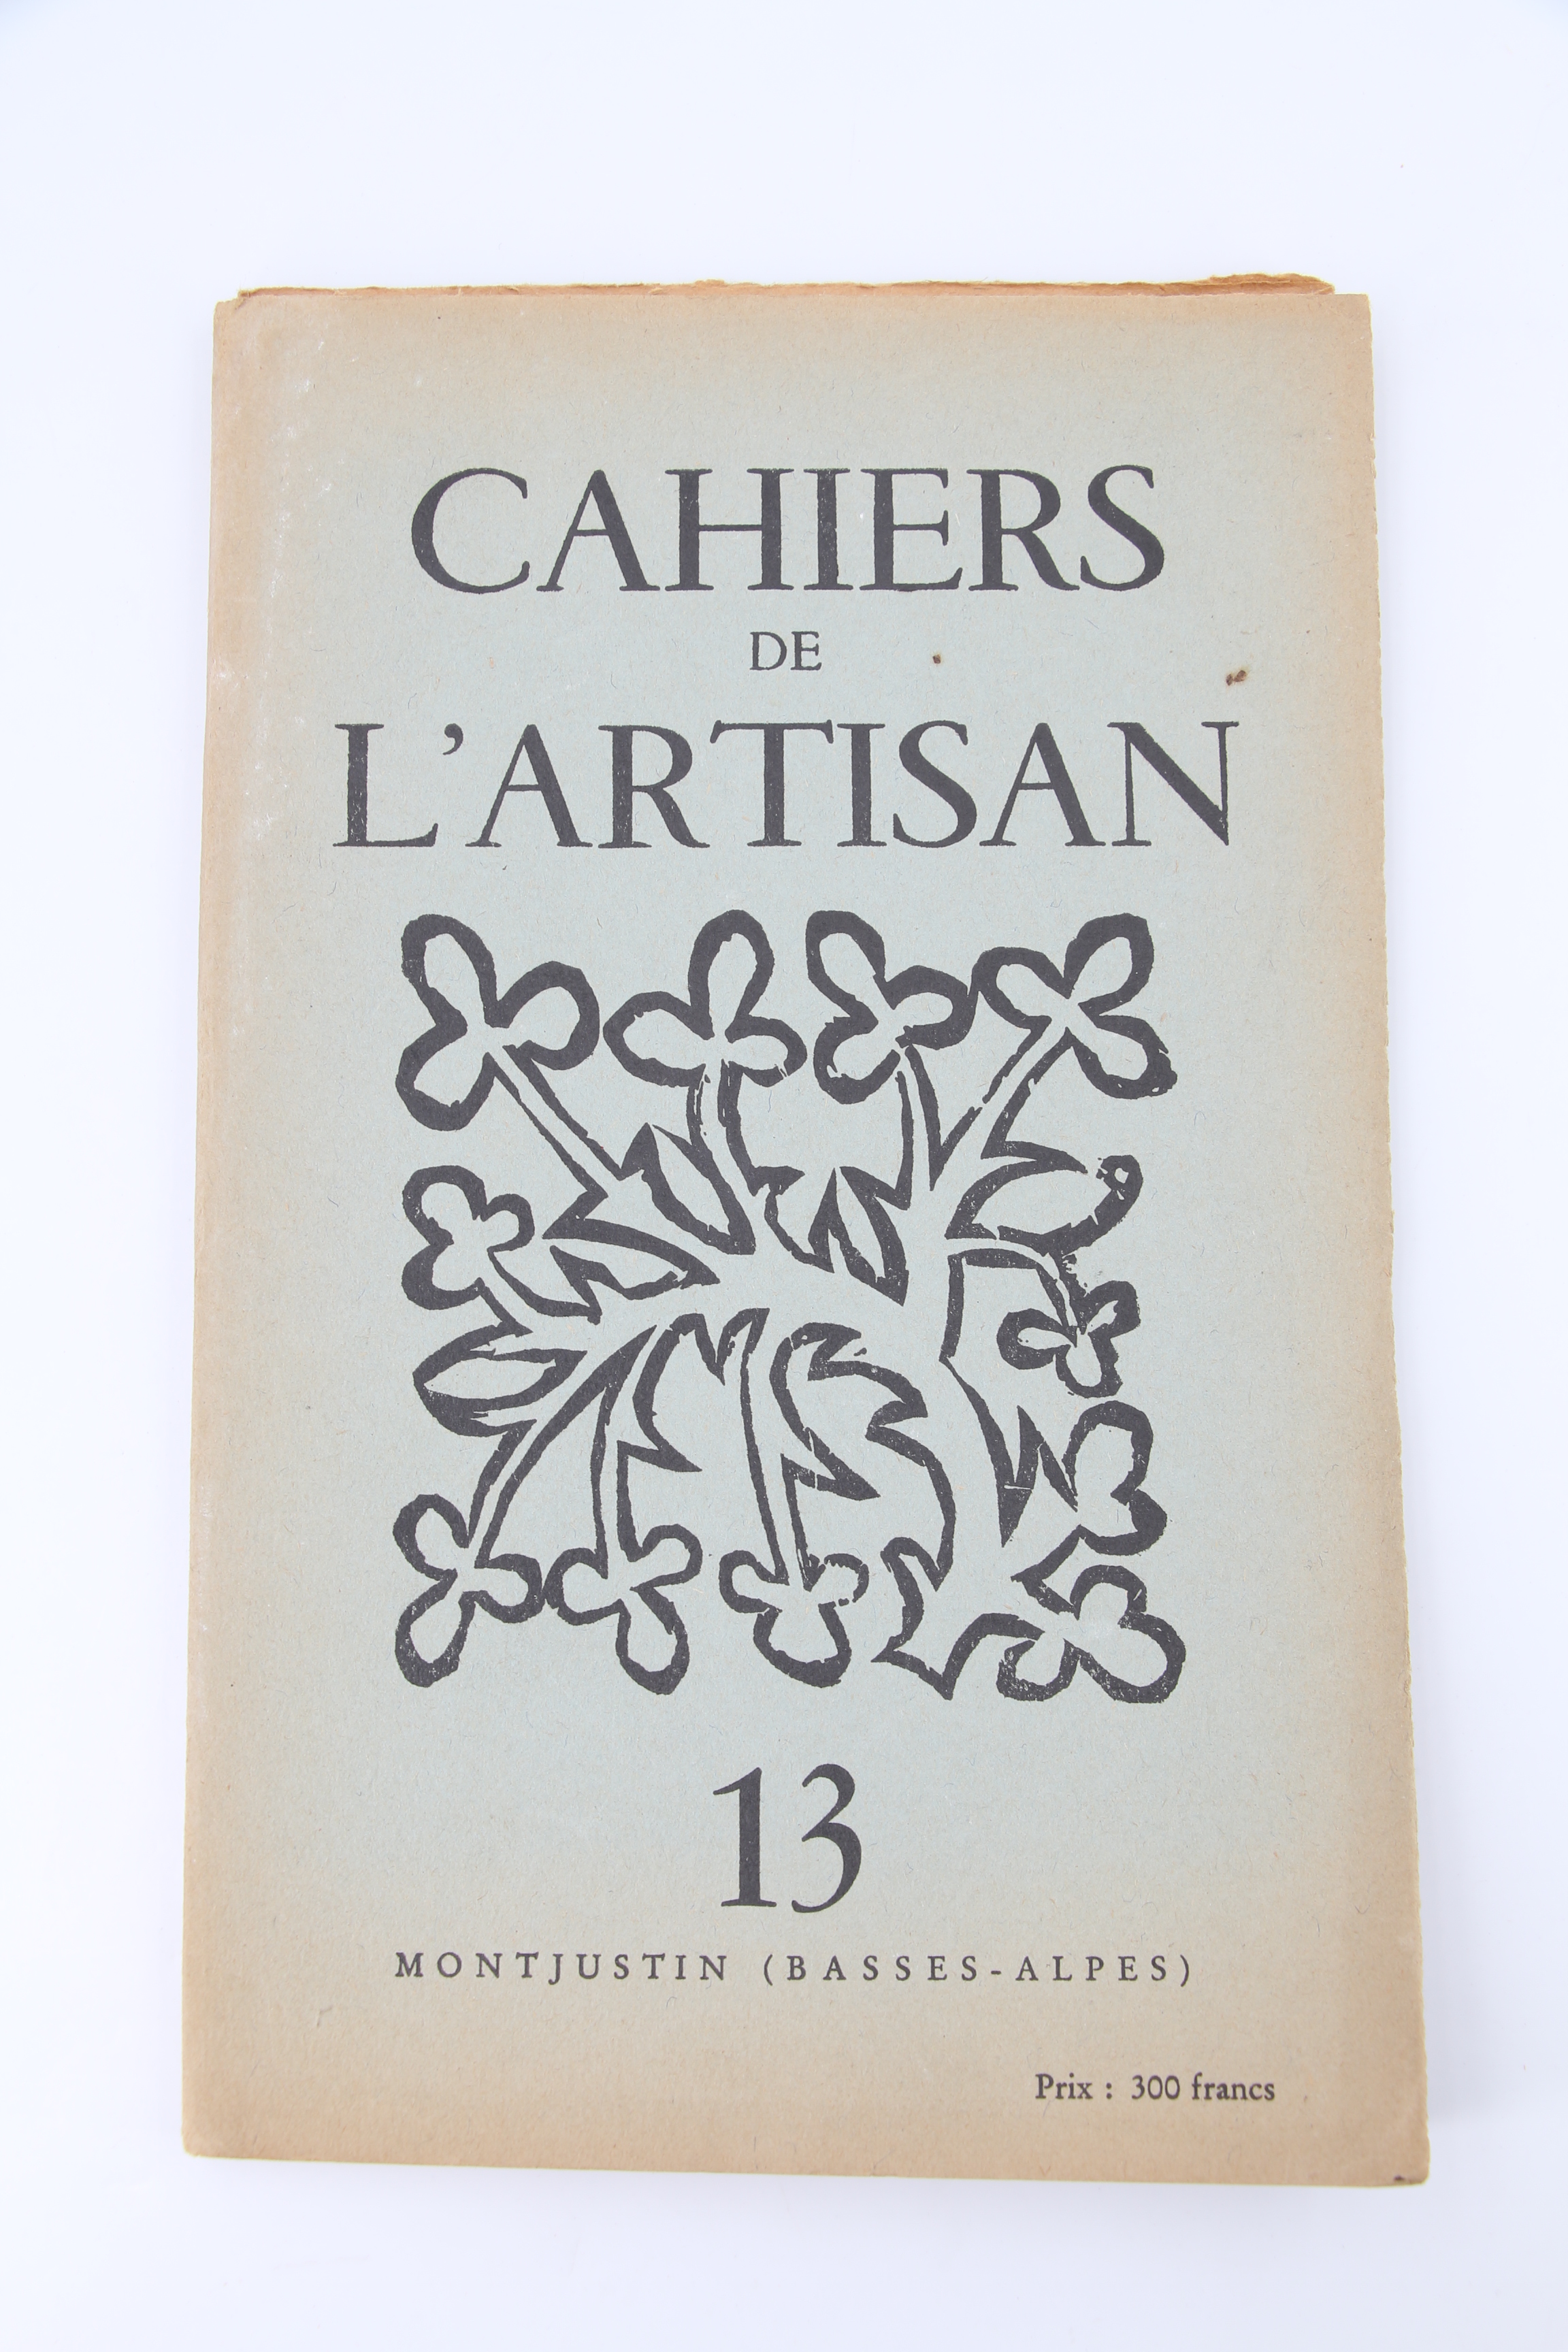 CAHIERS
DE
L'ARTISAN
13
MONTJUSTIN (BASSES-ALPES)
Prix : 300 francs